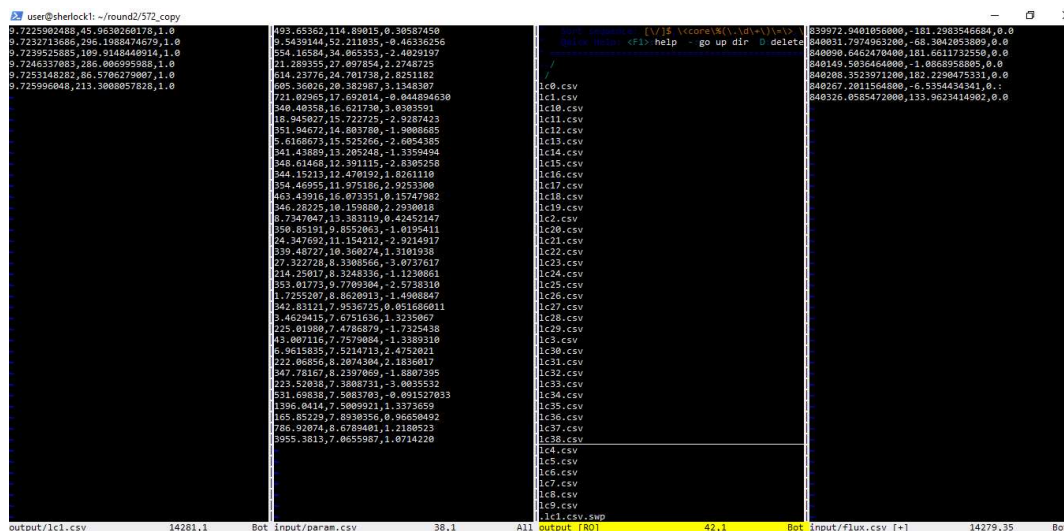 user@sherlock1: ~/round2/572_copy
9.7225902488,45.9630260178,1.0
9.7232713686,296.1988474679,1.0
9.7239525885,109.9148440914,1.0
9.7246337083,286.006995988,1.0
9.7253148282,86.5706279007,1.0
9.725996048,213.3008057828,1.0
output/lc1.csv 14281,1 Bot
493.65362,114.89015,0.30587450
9.5439144,52.211035,-0.46336256
554.16584,34.065353,-2.4029197
21.289355,27.097854,2.2748725
614.23776,24.701738,2.8251182
605.36026,20.382987,3.1348307
721.02965,17.692014,-0.044894630
340.40358,16.621730,3.0303591
18.945027,15.722725,-2.9287423
351.94672,14.803780,-1.9008685
5.6168673,15.525266,-2.6054385
341.43889,13.205248,-1.3359494
348.61468,12.391115,-2.8305258
344.15213,12.470192,1.8261110
354.46955,11.975186,2.9253300
463.43916,16.073351,0.15747982
346.28225,10.159880,2.2930018
8.7347047,13.383119,0.42452147
350.85191,9.8552063,-1.0195411
24.347692,11.154212,-2.9214917
339.48727,10.360274,1.3101938
27.322728,8.3308566,-3.0737617
214.25017,8.3248336,-1.1230861
353.01773,9.7709304,-2.5738310
1.7255207,8.8620913,-1.4908847
342.83121,7.9536725,0.051686011
3.4629415,7.6751636,1.3235067
225.01980,7.4786879,-1.7325438
43.007116,7.7579084,-1.3389310
6.9615835,7.5214713,2.4752021
222.06856,8.2074304,2.1836017
347.78167,8.2397069,-1.8807395
223.52038,7.3808731,-3.0035532
531.69838,7.5083703,-0.091527033
1396.0414,7.5009921,1.3373659
165.85229,7.8930356,0.96650492
786.92074,8.6789401,1.2180523
3955.3813,7.0655987,1.0714220
input/param.csv 38,1 All
[\/]$ \<core\%(\.\d\+\)\=\> \
<F1> help - go up dir D delete
/
/
lc0.csv
lc1.csv
lc10.csv
lc11.csv
lc12.csv
lc13.csv
lc14.csv
lc15.csv
lc16.csv
lc17.csv
lc18.csv
lc19.csv
lc2.csv
lc20.csv
lc21.csv
lc22.csv
lc23.csv
lc24.csv
lc25.csv
lc26.csv
lc27.csv
lc28.csv
lc29.csv
lc3.csv
lc30.csv
lc31.csv
lc32.csv
lc33.csv
lc34.csv
lc35.csv
lc36.csv
lc37.csv
lc38.csv
lc4.csv
lc5.csv
lc6.csv
lc7.csv
lc8.csv
lc9.csv
.lc1.csv.swp
output [RO] 42,1 Bot
839972.9401056000,-181.2983546684,0.0
840031.7974963200,-68.3042053809,0.0
840090.6462470400,181.6611732550,0.0
840149.5036464000,-1.0868958805,0.0
840208.3523971200,182.2290475331,0.0
840267.2011564800,-6.5354434341,0.:
840326.0585472000,133.9623414902,0.0
input/flux.csv [+] 14279,35 Bot